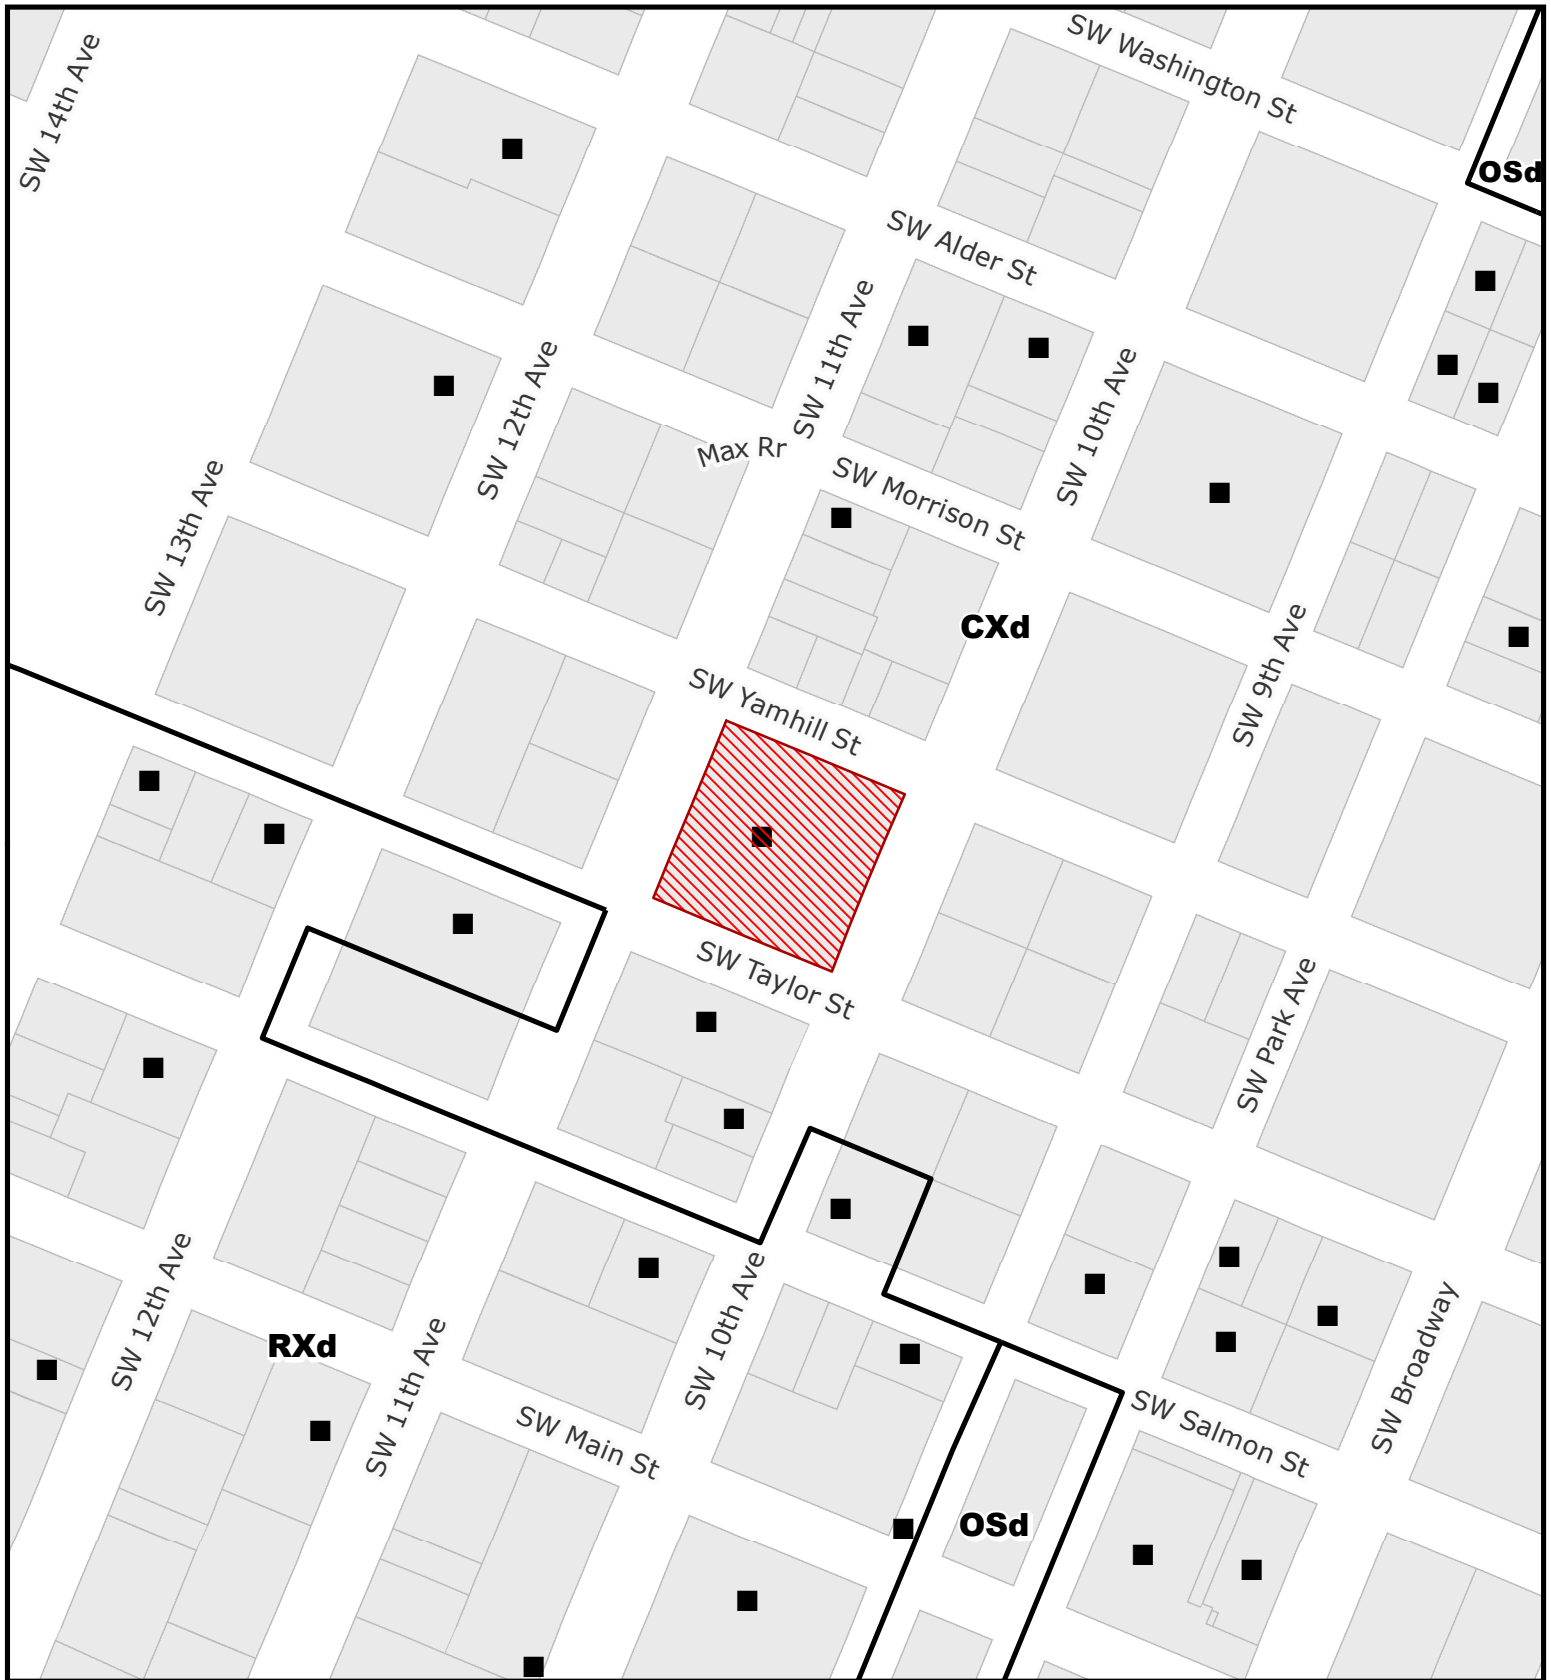 SW Washington St
SW 14th Ave
OSd
SW Alder St
SW 11th Ave
SW 12th Ave
SW 10th Ave
Max Rr
SW Morrison St
SW 13th Ave
CXd
SW 9th Ave
SW Yamhill St
SW Taylor St
SW Park Ave
SW 12th Ave
SW 10th Ave
SW Broadway
RXd
SW 11th Ave
SW Main St
SW Salmon St
OSd